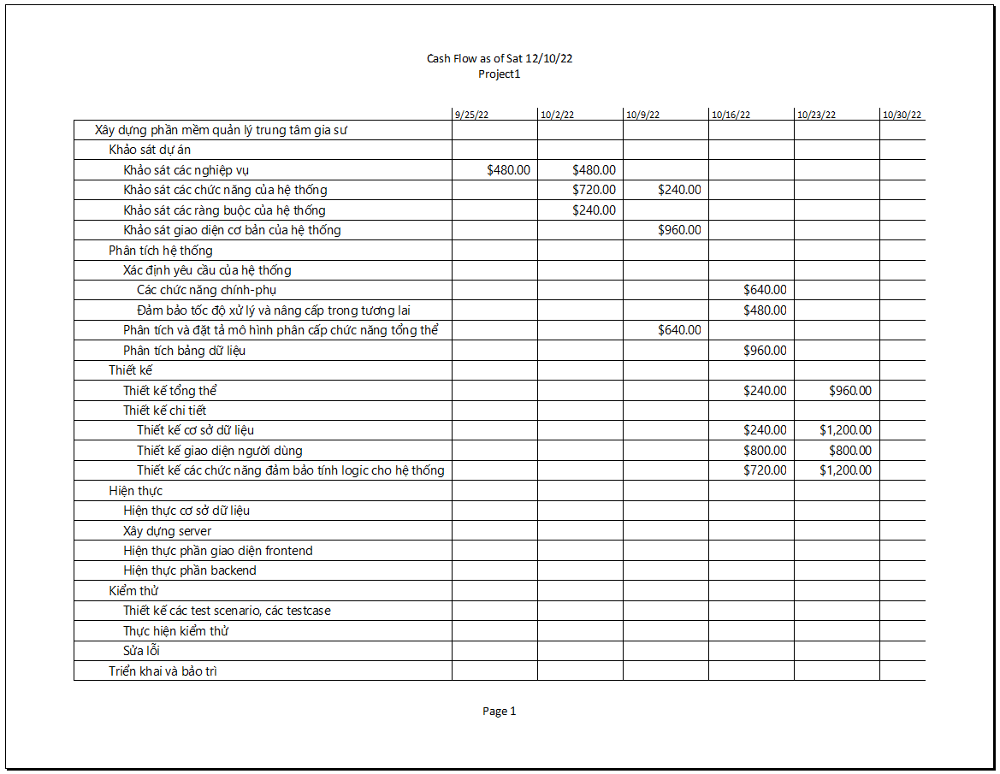 Cash Flow as of Sat 12/10/22
Project1
9/25/22 10/2/22 10/9/22 10/16/22 10/23/22 10/30/22
Xây dựng phần mềm quản lý trung tâm gia sư
Khảo sát dự án
Khảo sát các nghiệp vụ $480.00 $480.00
Khảo sát các chức năng của hệ thống $720.00 $240.00
Khảo sát các ràng buộc của hệ thống $240.00
Khảo sát giao diện cơ bản của hệ thống $960.00
Phân tích hệ thống
Xác định yêu cầu của hệ thống
Các chức năng chính-phụ $640.00
Đảm bảo tốc độ xử lý và nâng cấp trong tương lai $480.00
Phân tích và đặt tả mô hình phân cấp chức năng tổng thể $640.00
Phân tích bảng dữ liệu $960.00
Thiết kế
Thiết kế tổng thể $240.00 $960.00
Thiết kế chi tiết
Thiết kế cơ sở dữ liệu $240.00 $1,200.00
Thiết kế giao diện người dùng $800.00 $800.00
Thiết kế các chức năng đảm bảo tính logic cho hệ thống $720.00 $1,200.00
Hiện thực
Hiện thực cơ sở dữ liệu
Xây dựng server
Hiện thực phần giao diện frontend
Hiện thực phần backend
Kiểm thử
Thiết kế các test scenario, các testcase
Thực hiện kiểm thử
Sửa lỗi
Triển khai và bảo trì
Page 1